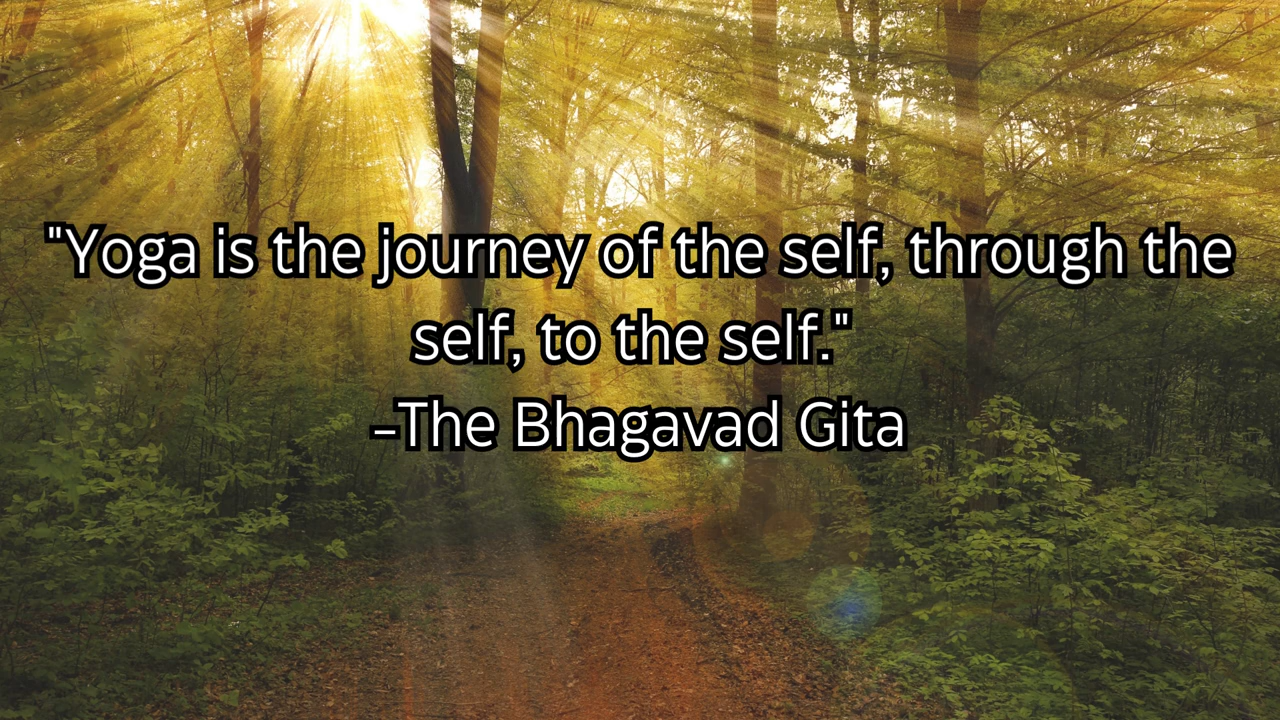 "Yoga is the journey of the self, through the
self, to the self."
–The Bhagavad Gita